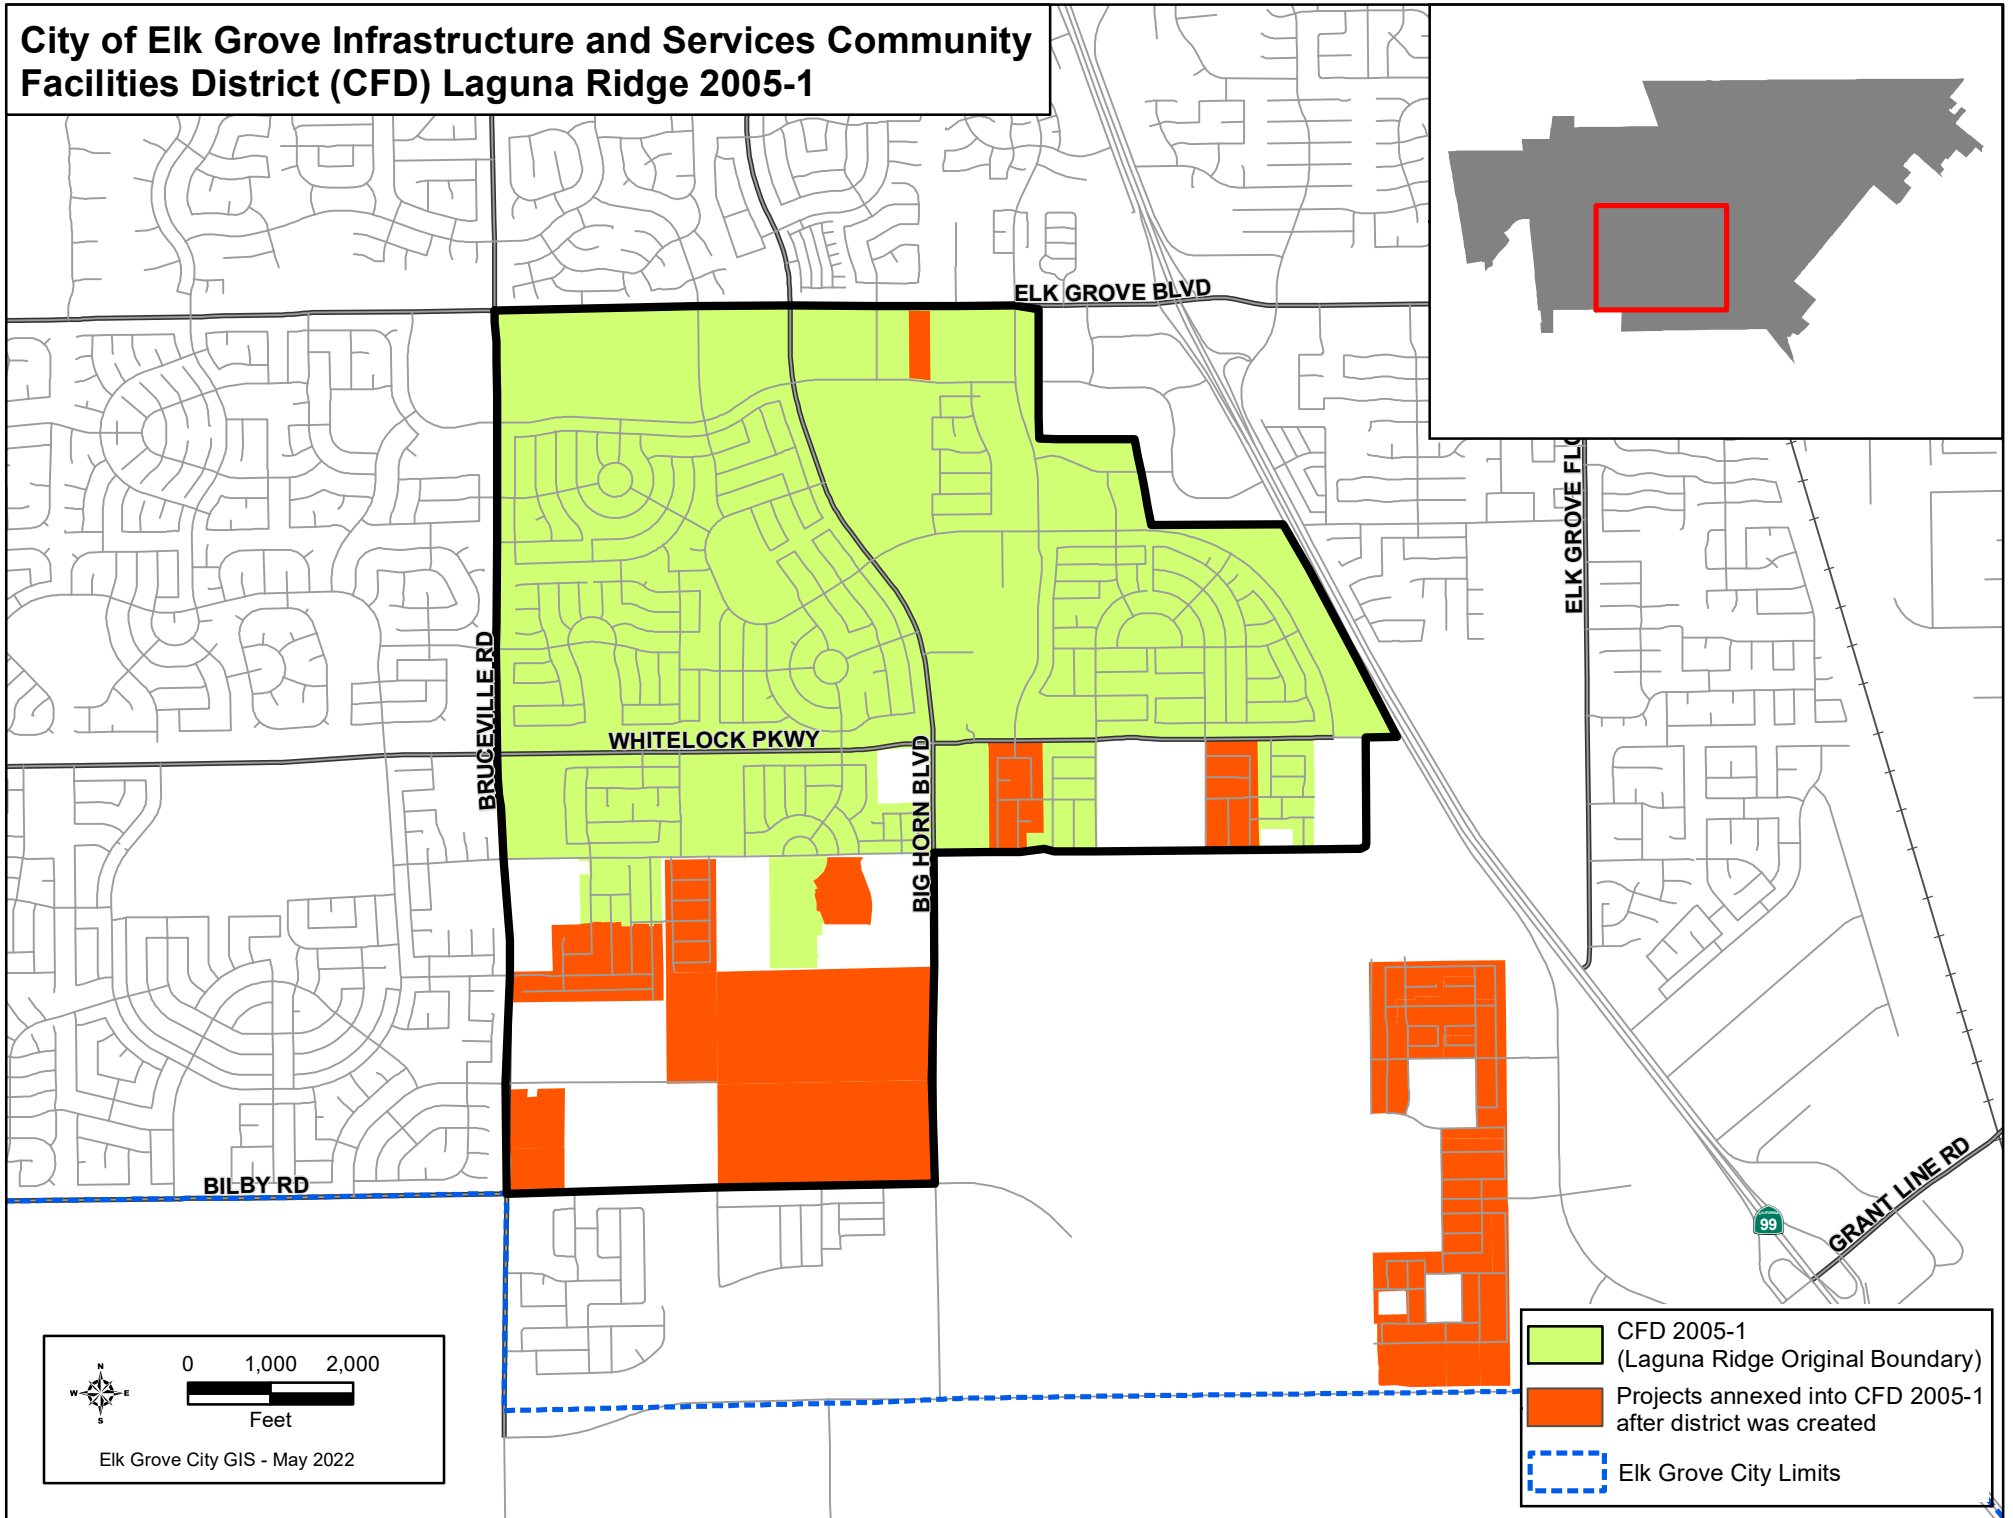 City of Elk Grove Infrastructure and Services Community
Facilities District (CFD) Laguna Ridge 2005-1
ELK GROVE BLVD
ELK GROVE FLO
BRUCEVILLE RD
WHITELOCK PKWY
BIG HORN BLVD
BILBY RD
GRANT LINE RD
99
N
W E
S
0 1,000 2,000
Feet
Elk Grove City GIS - May 2022
CFD 2005-1
(Laguna Ridge Original Boundary)
Projects annexed into CFD 2005-1
after district was created
Elk Grove City Limits